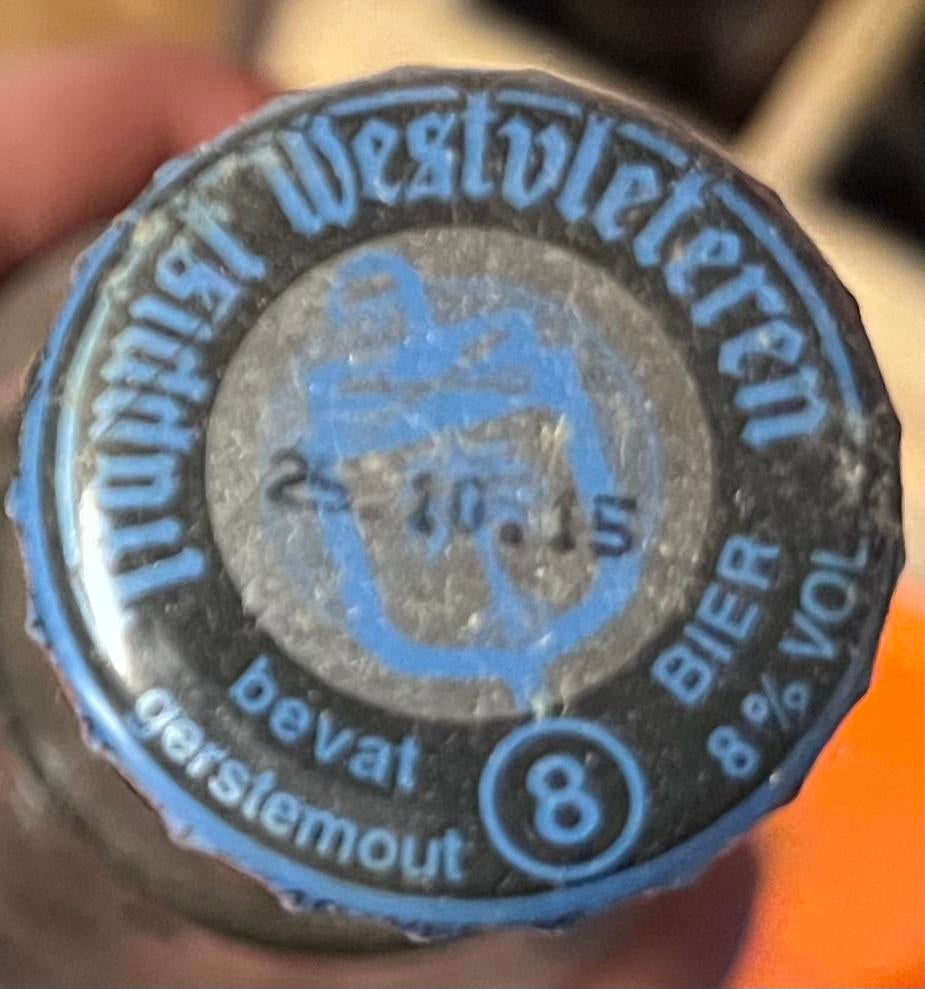 Trappist Westvleteren
25.10.15
BIER
8% VOL.
8
bevat
gerstemout